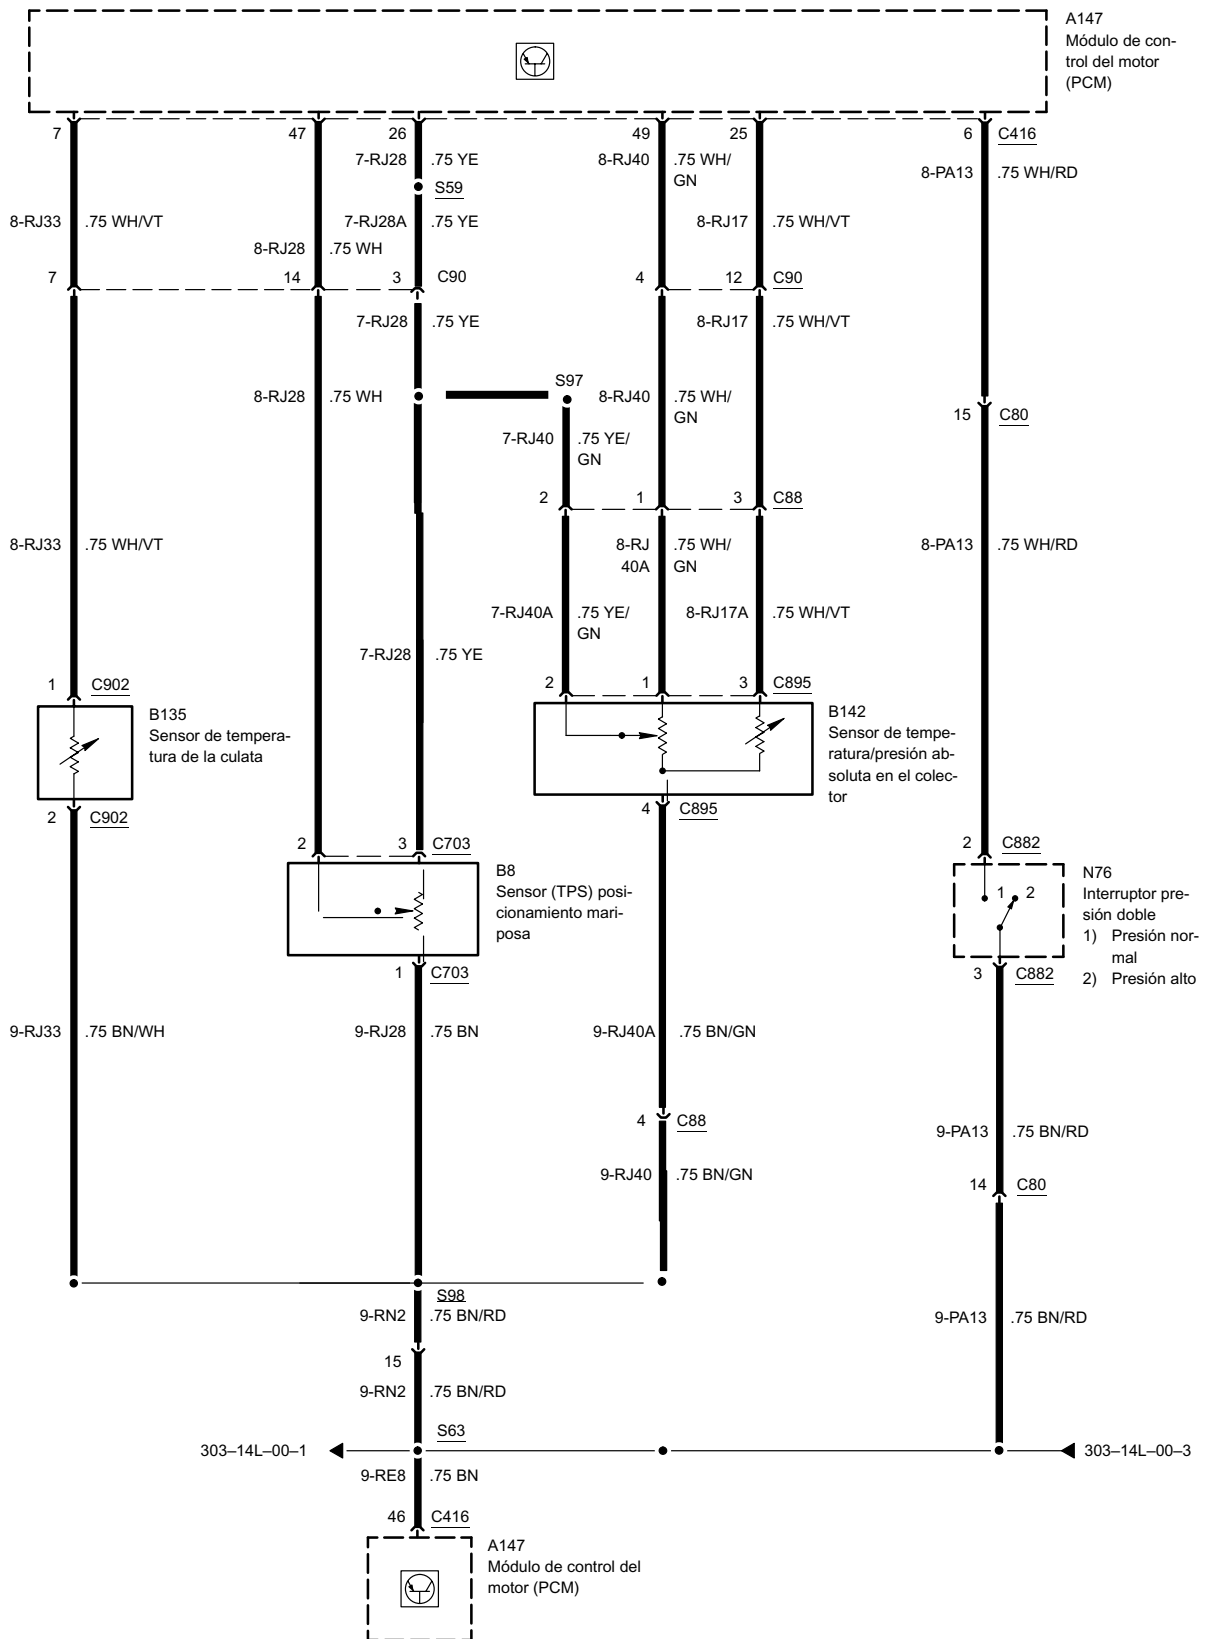 A147
Módulo de con-
trol del motor
(PCM)
7
47
26
49
25
6
C416
7-RJ28
.75 YE
8-RJ40
.75 WH/
GN
8-PA13
.75 WH/RD
S59
8-RJ33
.75 WH/VT
7-RJ28A
.75 YE
8-RJ17
.75 WH/VT
8-RJ28
.75 WH
7
14
3
C90
4
12
C90
7-RJ28
.75 YE
8-RJ17
.75 WH/VT
S97
8-RJ28
.75 WH
8-RJ40
.75 WH/
GN
15
C80
7-RJ40
.75 YE/
GN
2
1
3
C88
8-RJ33
.75 WH/VT
8-RJ
40A
.75 WH/
GN
8-PA13
.75 WH/RD
7-RJ40A
.75 YE/
GN
8-RJ17A
.75 WH/VT
7-RJ28
.75 YE
1
C902
2
1
3
C895
B135
Sensor de tempera-
tura de la culata
B142
Sensor de tempe-
ratura/presión ab-
soluta en el colec-
tor
2
C902
4
C895
2
3
C703
2
C882
B8
Sensor (TPS) posi-
cionamiento mari-
posa
1
2
N76
Interruptor pre-
sión doble
1) Presión nor-
mal
2) Presión alto
1
C703
3
C882
9-RJ33
.75 BN/WH
9-RJ28
.75 BN
9-RJ40A
.75 BN/GN
4
C88
9-PA13
.75 BN/RD
9-RJ40
.75 BN/GN
14
C80
S98
9-RN2
.75 BN/RD
9-PA13
.75 BN/RD
15
9-RN2
.75 BN/RD
S63
303–14L–00–1
303–14L–00–3
9-RE8
.75 BN
46
C416
A147
Módulo de control del
motor (PCM)